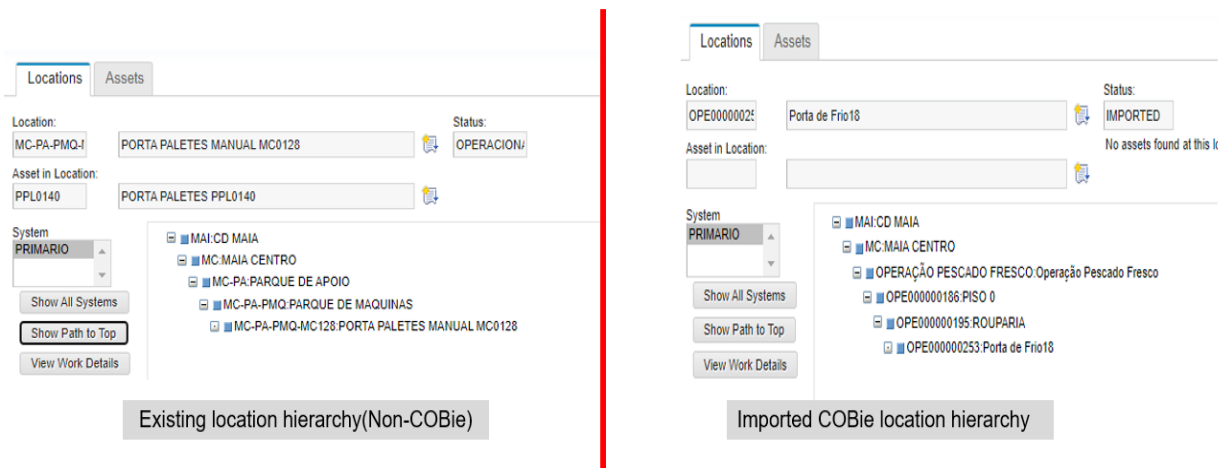 Locations Assets
Location:
Status:
MC-PA-PMQ-M
PORTA PALETES MANUAL MC0128
OPERACIONA
Asset in Location:
PPL0140
PORTA PALETES PPL0140
System
PRIMARIO
Show All Systems
Show Path to Top
View Work Details
MAI:CD MAIA
MC:MAIA CENTRO
MC-PA:PARQUE DE APOIO
MC-PA-PMQ:PARQUE DE MAQUINAS
MC-PA-PMQ-MC128:PORTA PALETES MANUAL MC0128
Existing location hierarchy(Non-COBie)
Locations Assets
Location:
Status:
OPE00000025
Porta de Frio18
IMPORTED
Asset in Location:
No assets found at this lo
System
PRIMARIO
Show All Systems
Show Path to Top
View Work Details
MAI:CD MAIA
MC:MAIA CENTRO
OPERAÇÃO PESCADO FRESCO:Operação Pescado Fresco
OPE000000186:PISO 0
OPE000000195:ROUPARIA
OPE000000253:Porta de Frio18
Imported COBie location hierarchy